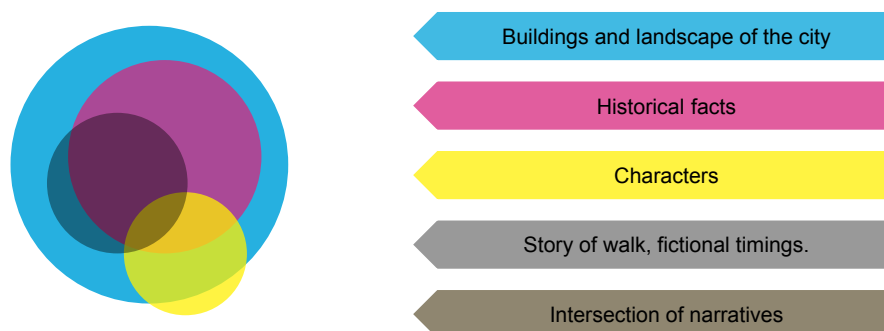 Buildings and landscape of the city
Historical facts
Characters
Story of walk, fictional timings.
Intersection of narratives